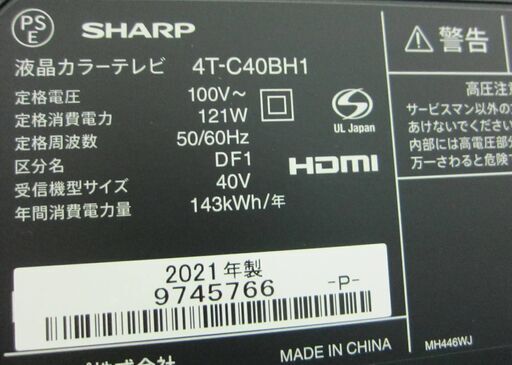 PS
E
SHARP
液晶カラーテレビ 4T-C40BH1
定格電圧 100V～
定格消費電力 121W
定格周波数 50/60Hz
区分名 DF1
受信機型サイズ 40V
年間消費電力量 143kWh/年
UL Japan
HDMI
2021年製
9745766 -P-
MADE IN CHINA
警告
高圧注意
サービスマン以外の
あけないでくださ
内部には高電圧部分
万一さわると危険
MH446WJ